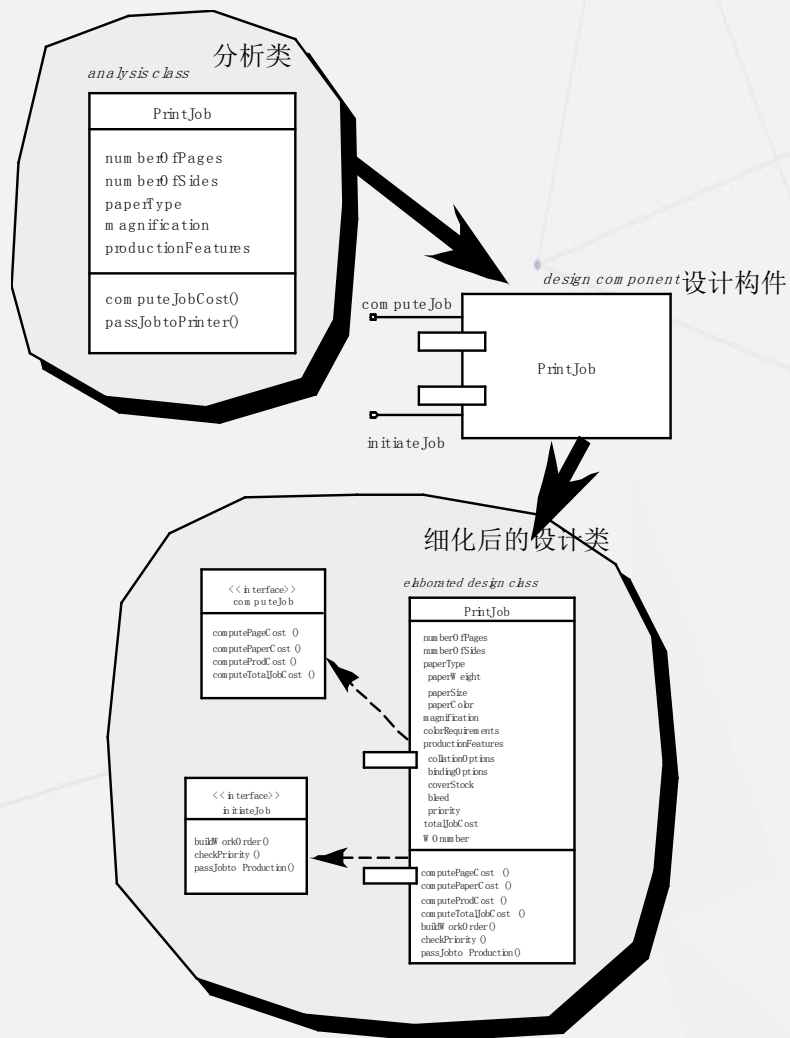 分析类
analysis class
PrintJob
numberOfPages
numberOfSides
paperType
magnification
productionFeatures
computeJobCost()
passJobtoPrinter()
design component 设计构件
computeJob
PrintJob
initiateJob
细化后的设计类
elaborated design class
<<interface>>
computeJob
computePageCost ()
computePaperCost ()
computeProdCost ()
computeTotalJobCost ()
<<interface>>
initiateJob
buildWorkOrder()
checkPriority ()
passJobto Production()
PrintJob
numberOfPages
numberOfSides
paperType
paperWeight
paperSize
paperColor
magnification
colorRequirements
productionFeatures
collationOptions
bindingOptions
coverStock
bleed
priority
totalJobCost
WOnumber
computePageCost ()
computePaperCost ()
computeProdCost ()
computeTotalJobCost ()
buildWorkOrder()
checkPriority ()
passJobto Production()